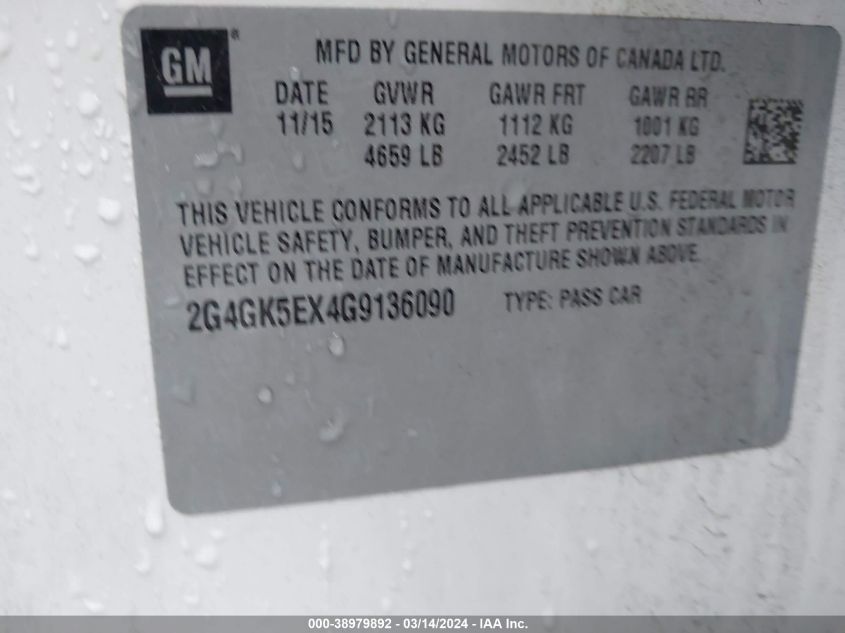 GM®
MFD BY GENERAL MOTORS OF CANADA LTD.
DATE GVWR GAWR FRT GAWR RR
11/15 2113 KG 1112 KG 1001 KG
4659 LB 2452 LB 2207 LB
THIS VEHICLE CONFORMS TO ALL APPLICABLE U.S. FEDERAL MOTOR
VEHICLE SAFETY, BUMPER, AND THEFT PREVENTION STANDARDS IN
EFFECT ON THE DATE OF MANUFACTURE SHOWN ABOVE.
2G4GK5EX4G9136090 TYPE: PASS CAR
000-38979892 - 03/14/2024 - IAA Inc.